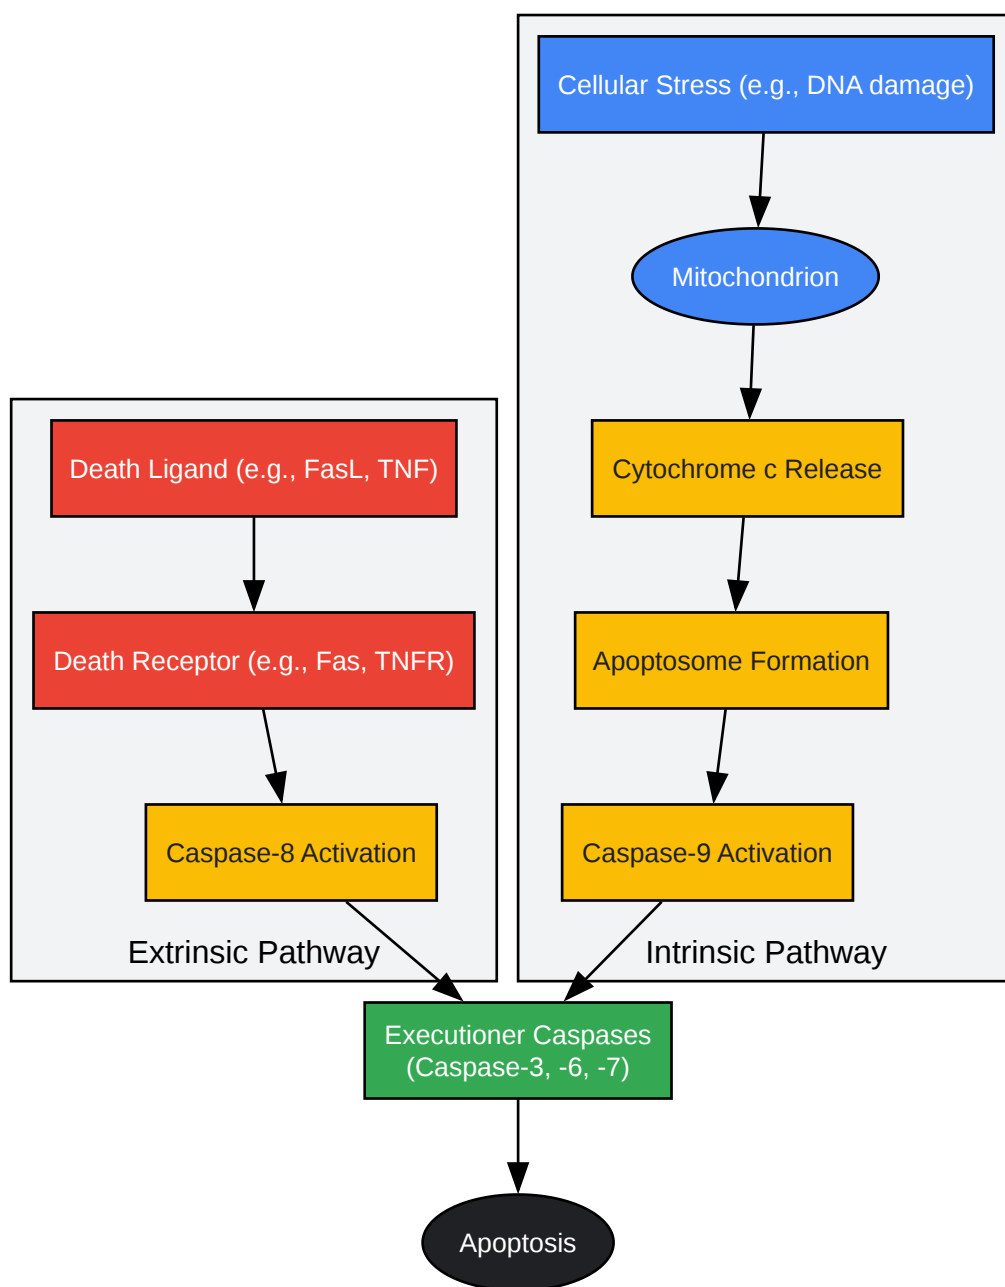 Cellular Stress (e.g., DNA damage)
Mitochondrion
Cytochrome c Release
Apoptosome Formation
Caspase-9 Activation
Intrinsic Pathway
Death Ligand (e.g., FasL, TNF)
Death Receptor (e.g., Fas, TNFR)
Caspase-8 Activation
Extrinsic Pathway
Executioner Caspases
(Caspase-3, -6, -7)
Apoptosis